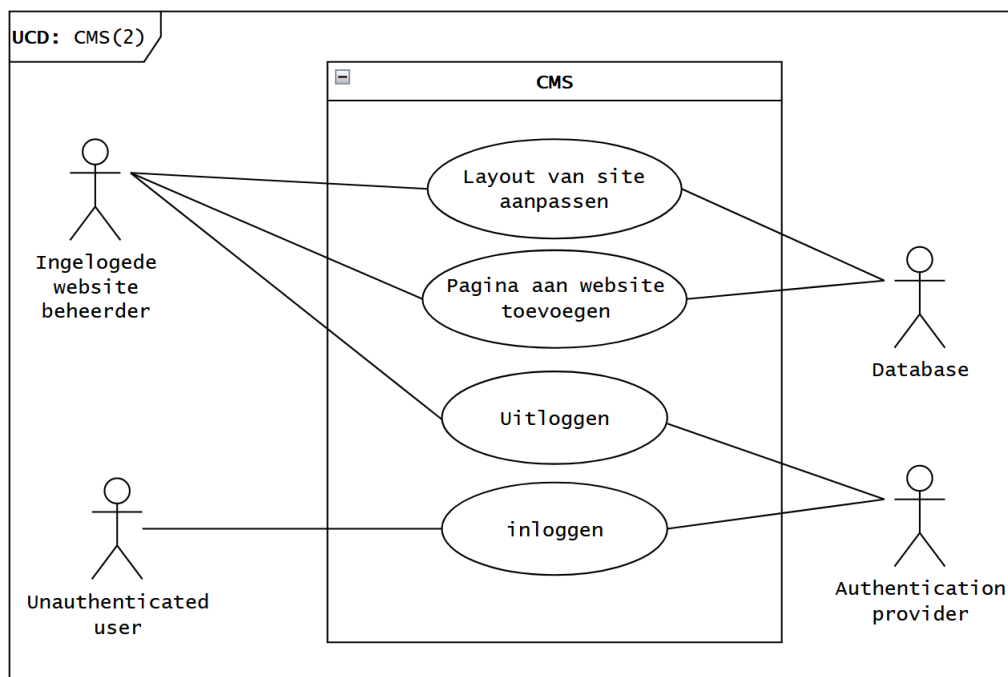 UCD: CMS(2)
CMS
Layout van site
aanpassen
Ingelogede
website
beheerder
Pagina aan website
toevoegen
Database
Uitloggen
inloggen
Unauthenticated
user
Authentication
provider